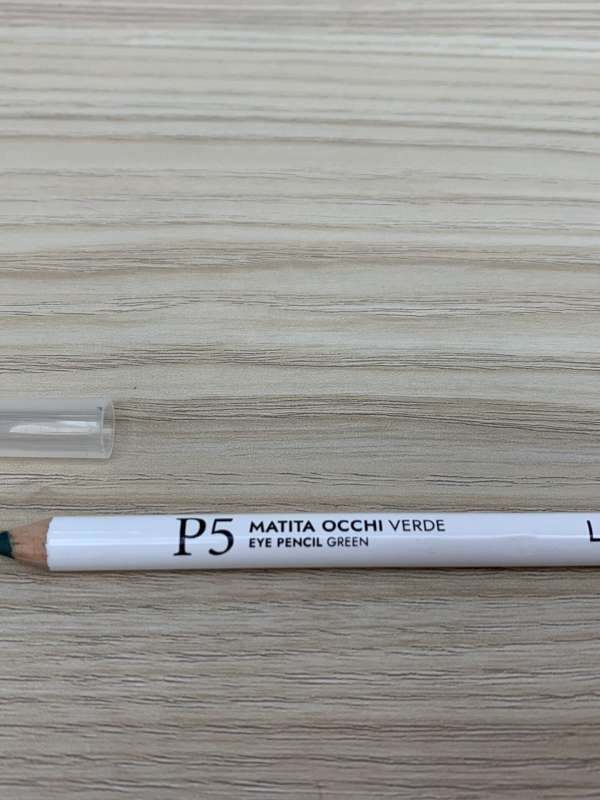 P5 MATITA OCCHI VERDE
EYE PENCIL GREEN